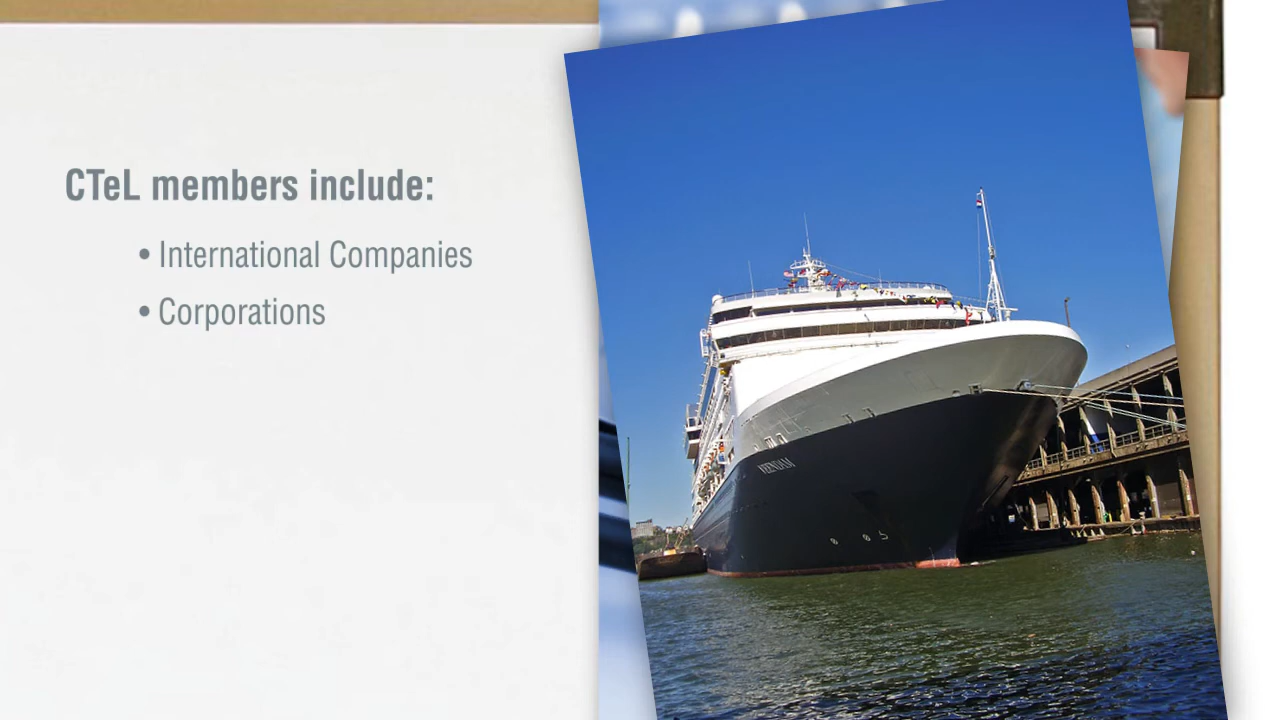 CTeL members include:
• International Companies
• Corporations